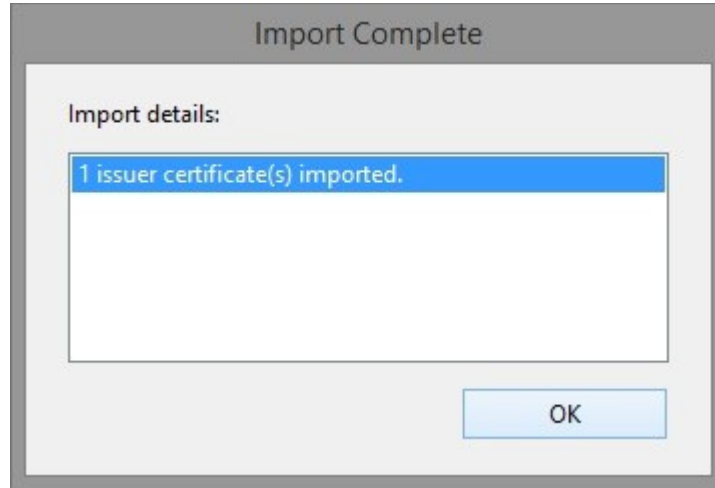 Import Complete
Import details:
1 issuer certificate(s) imported.
OK